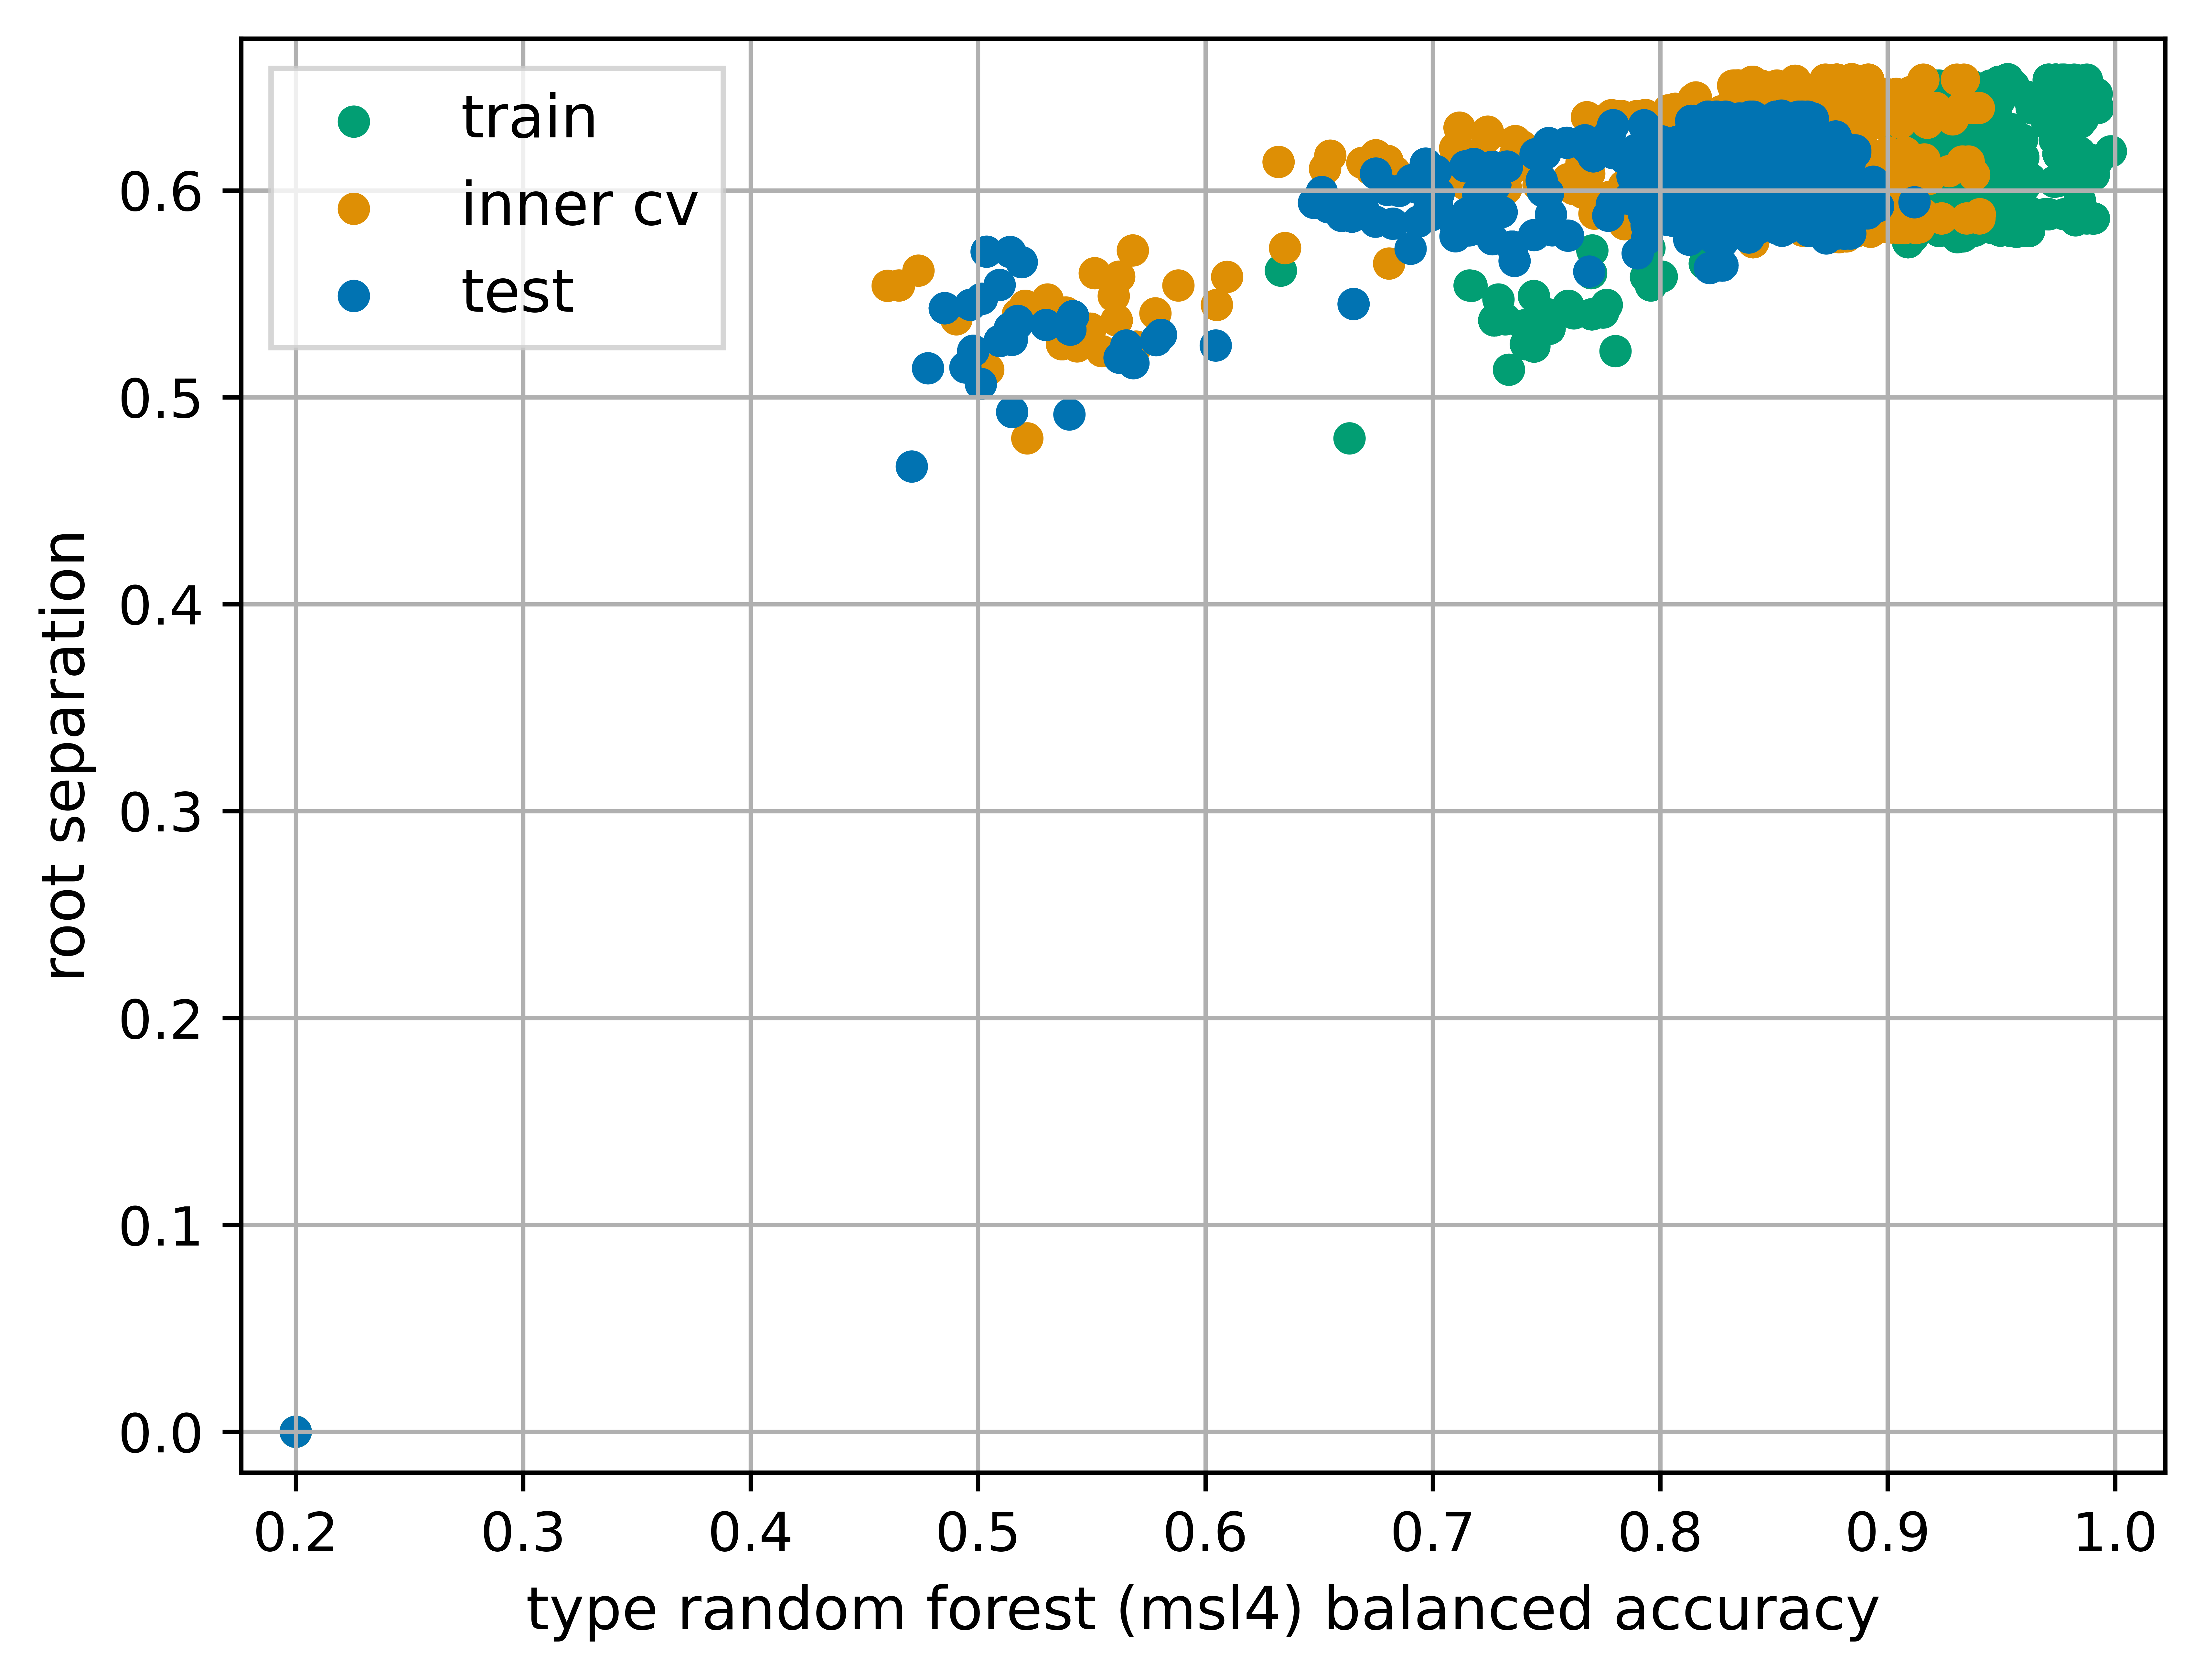 train
inner cv
test
root separation
0.6
0.5
0.4
0.3
0.2
0.1
0.0
0.2 0.3 0.4 0.5 0.6 0.7 0.8 0.9 1.0
type random forest (msl4) balanced accuracy